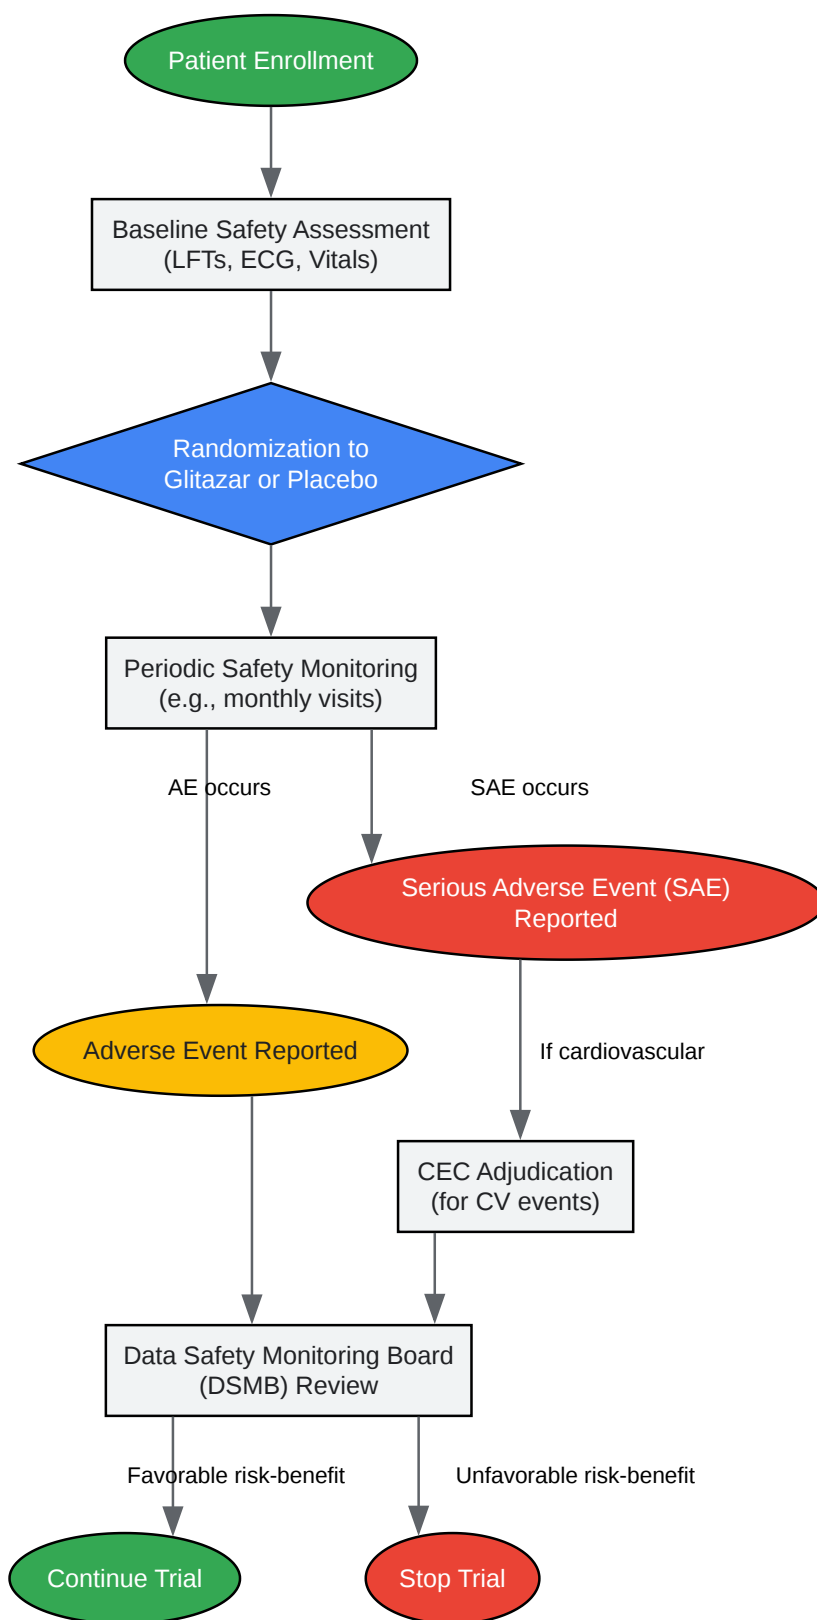 Patient Enrollment
Baseline Safety Assessment
(LFTs, ECG, Vitals)
Randomization to
Glitazar or Placebo
Periodic Safety Monitoring
(e.g., monthly visits)
AE occurs
SAE occurs
Serious Adverse Event (SAE)
Reported
Adverse Event Reported
If cardiovascular
CEC Adjudication
(for CV events)
Data Safety Monitoring Board
(DSMB) Review
Favorable risk-benefit
Unfavorable risk-benefit
Continue Trial
Stop Trial